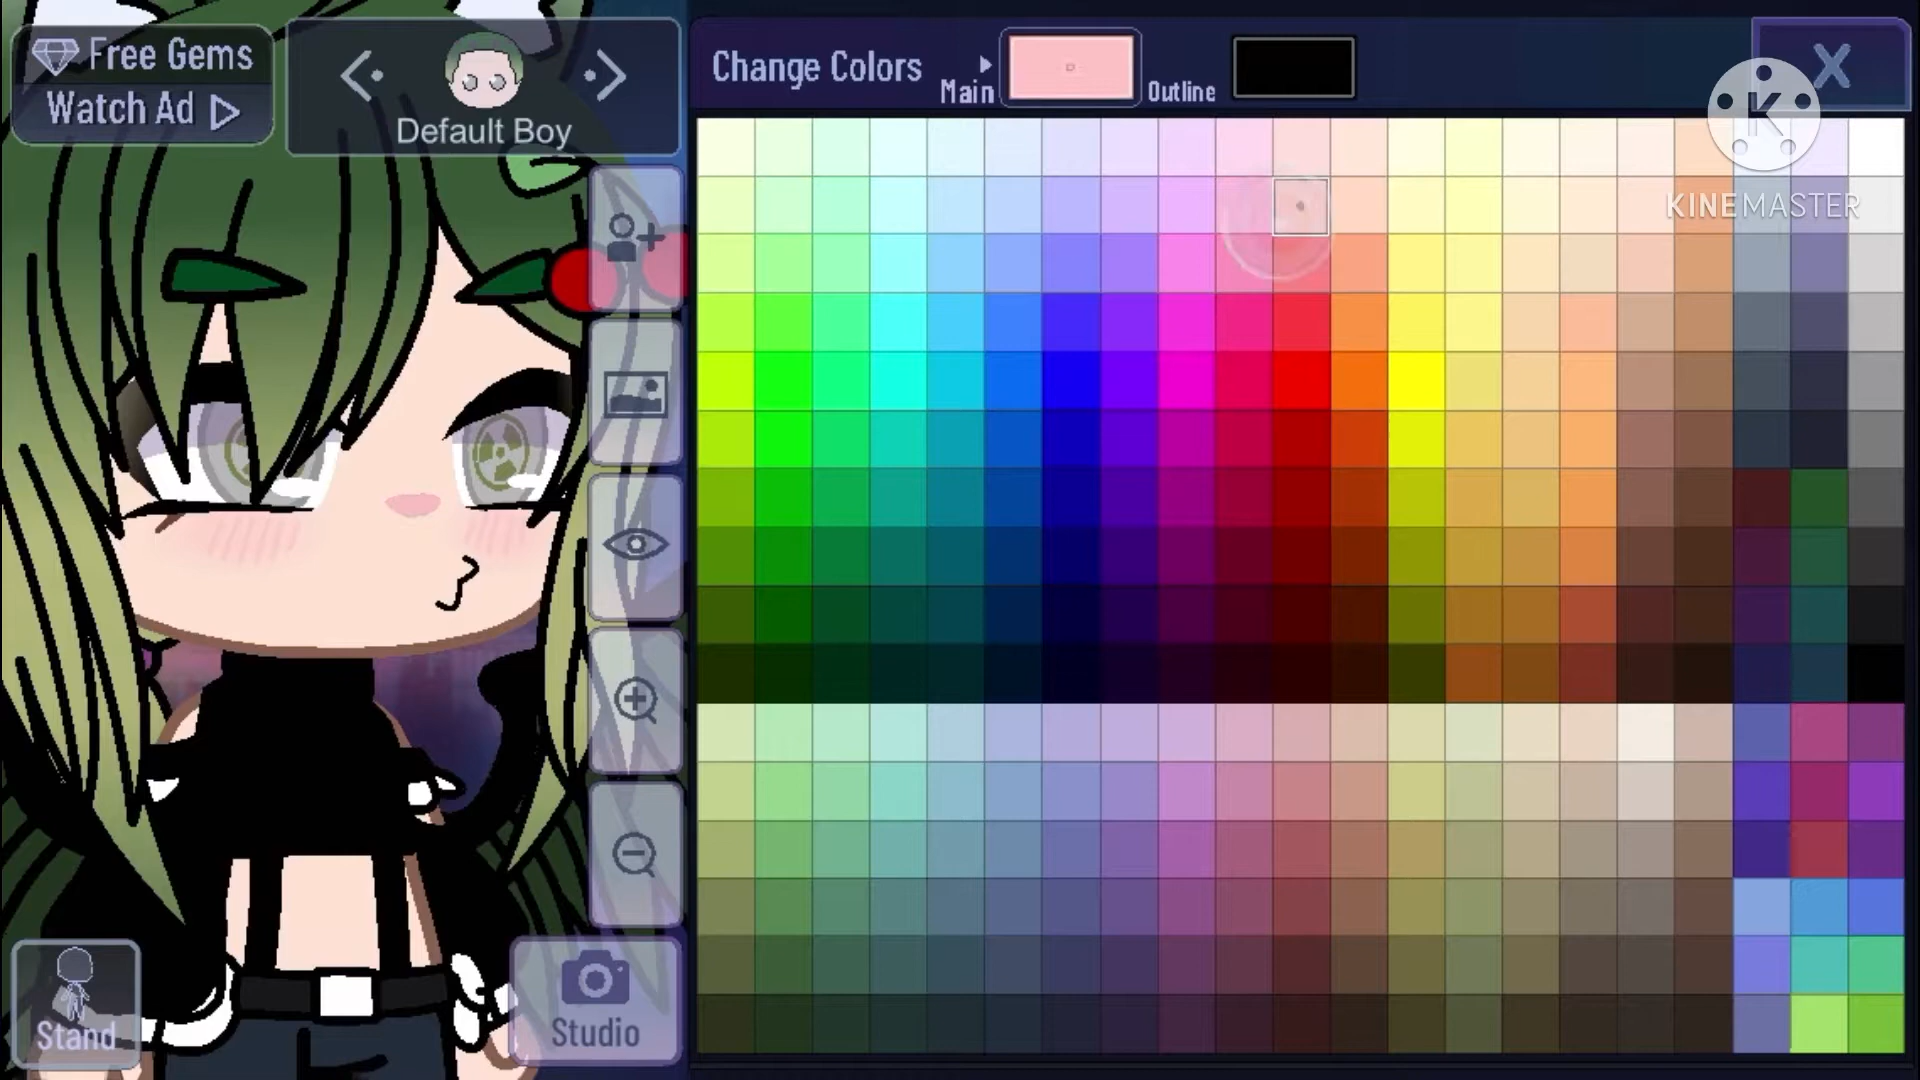 Free Gems
Watch Ad
Default Boy
Change Colors
Main
Outline
X
K
KINEMASTER
Stand
Studio